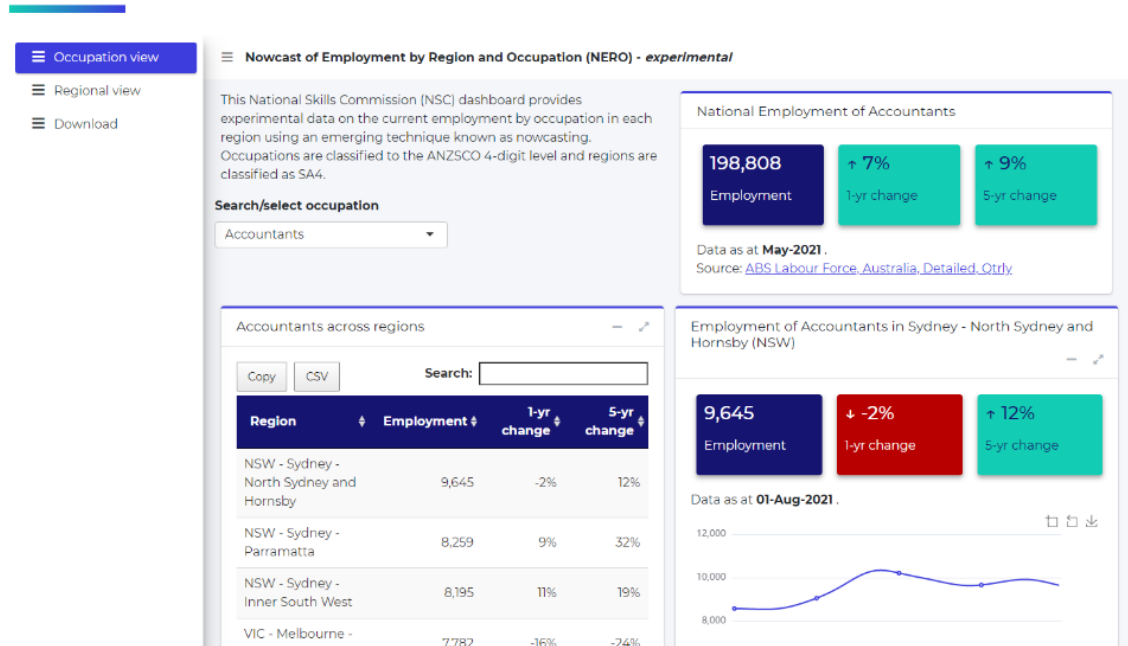 Occupation view
Regional view
Download
Nowcast of Employment by Region and Occupation (NERO) - experimental
This National Skills Commission (NSC) dashboard provides
experimental data on the current employment by occupation in each
region using an emerging technique known as nowcasting.
Occupations are classified to the ANZSCO 4-digit level and regions are
classified as SA4.
Search/select occupation
Accountants
National Employment of Accountants
198,808
Employment
↑ 7%
1-yr change
↑ 9%
5-yr change
Data as at May-2021 .
Source: ABS Labour Force, Australia, Detailed, Qtrly
Accountants across regions
Copy
CSV
Search:
Region Employment 1-yr change 5-yr change
NSW - Sydney -
North Sydney and 9,645 -2% 12%
Hornsby
NSW - Sydney -
Parramatta 8,259 9% 32%
NSW - Sydney -
Inner South West 8,195 11% 19%
VIC - Melbourne -
7,782 -16% -24%
Employment of Accountants in Sydney - North Sydney and
Hornsby (NSW)
9,645
Employment
↓ -2%
1-yr change
↑ 12%
5-yr change
Data as at 01-Aug-2021 .
12,000
10,000
8,000